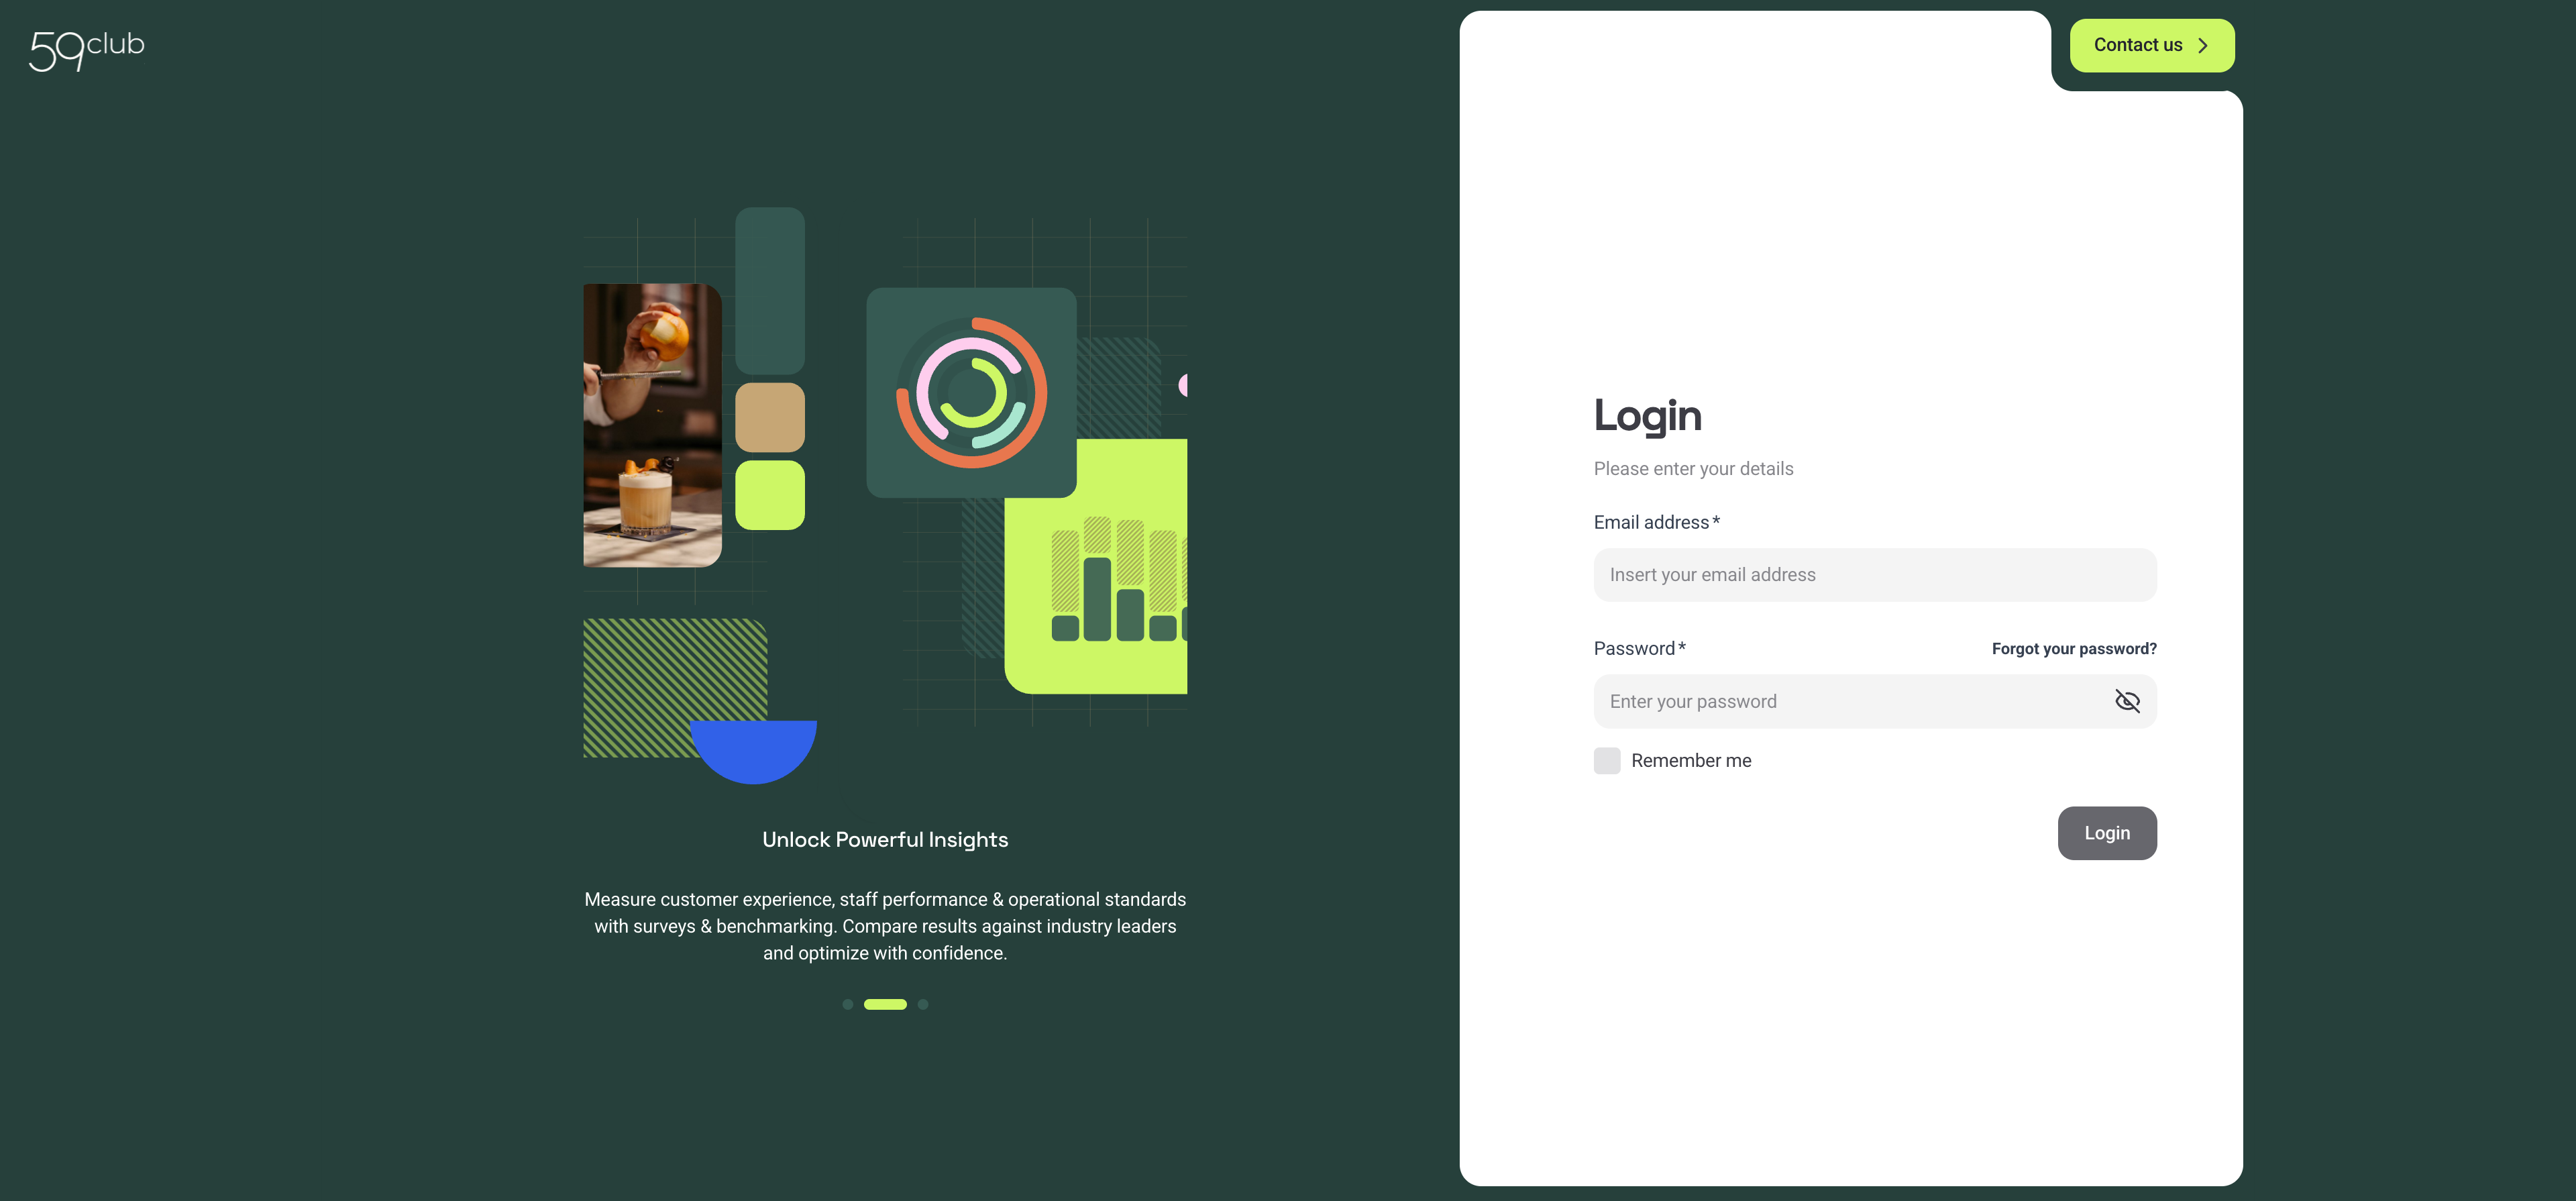 59club
Contact us
Login
Please enter your details
Email address*
Insert your email address
Password*
Forgot your password?
Enter your password
Remember me
Login
Unlock Powerful Insights
Measure customer experience, staff performance & operational standards
with surveys & benchmarking. Compare results against industry leaders
and optimize with confidence.